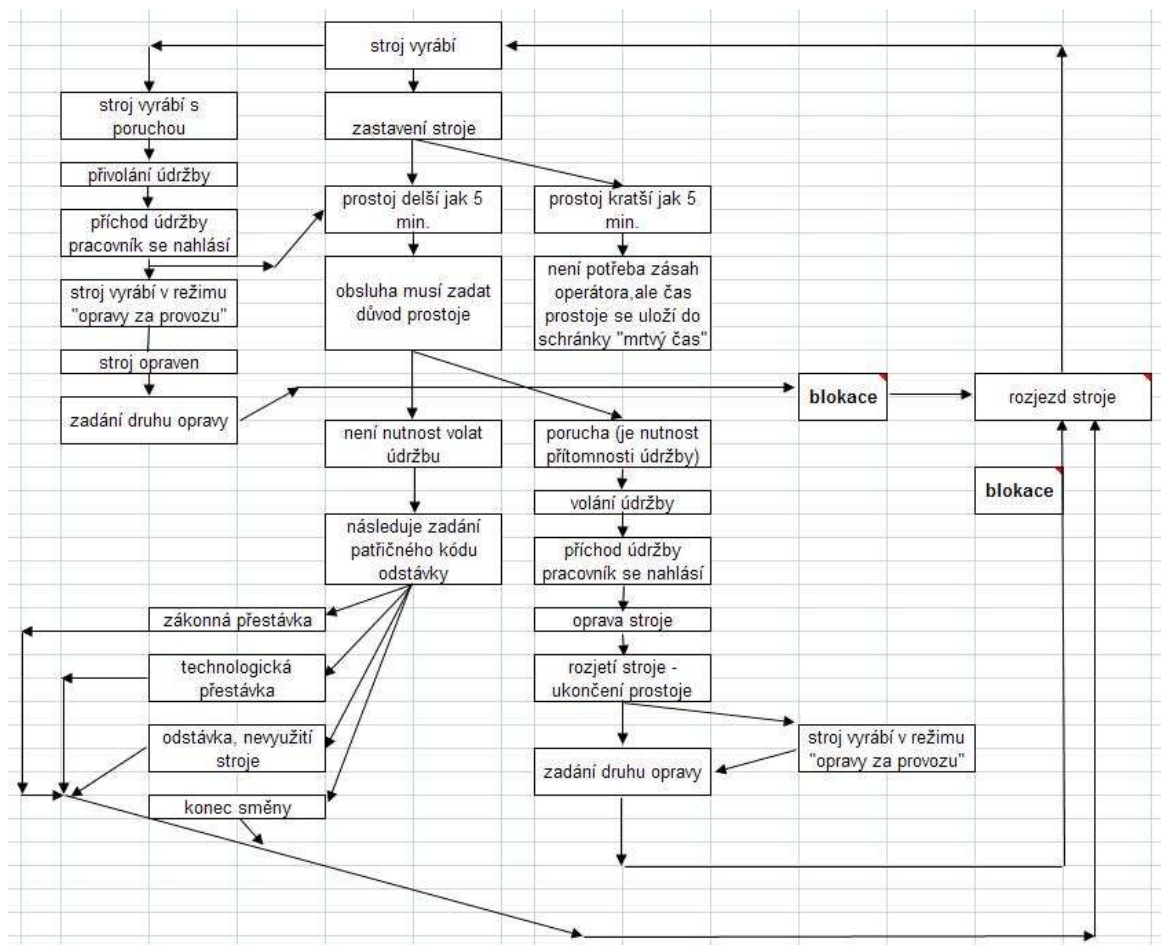 stroj vyrábí
stroj vyrábí s
poruchou
zastavení stroje
přivolání údržby
prostoj delší jak 5
min.
prostoj kratší jak 5
min.
příchod údržby
pracovník se nahlásí
stroj vyrábí v režimu
"opravy za provozu"
obsluha musí zadat
důvod prostoje
není potřeba zásah
operátora,ale čas
prostoje se uloží do
schránky "mrtvý čas"
stroj opraven
zadání druhu opravy
blokace
rozjezd stroje
není nutnost volat
údržbu
porucha (je nutnost
přítomnosti údržby)
blokace
volání údržby
následuje zadání
patřičného kódu
odstávky
příchod údržby
pracovník se nahlásí
zákonná přestávka
oprava stroje
technologická
přestávka
rozjetí stroje -
ukončení prostoje
odstávka, nevyužití
stroje
stroj vyrábí v režimu
"opravy za provozu"
zadání druhu opravy
konec směny